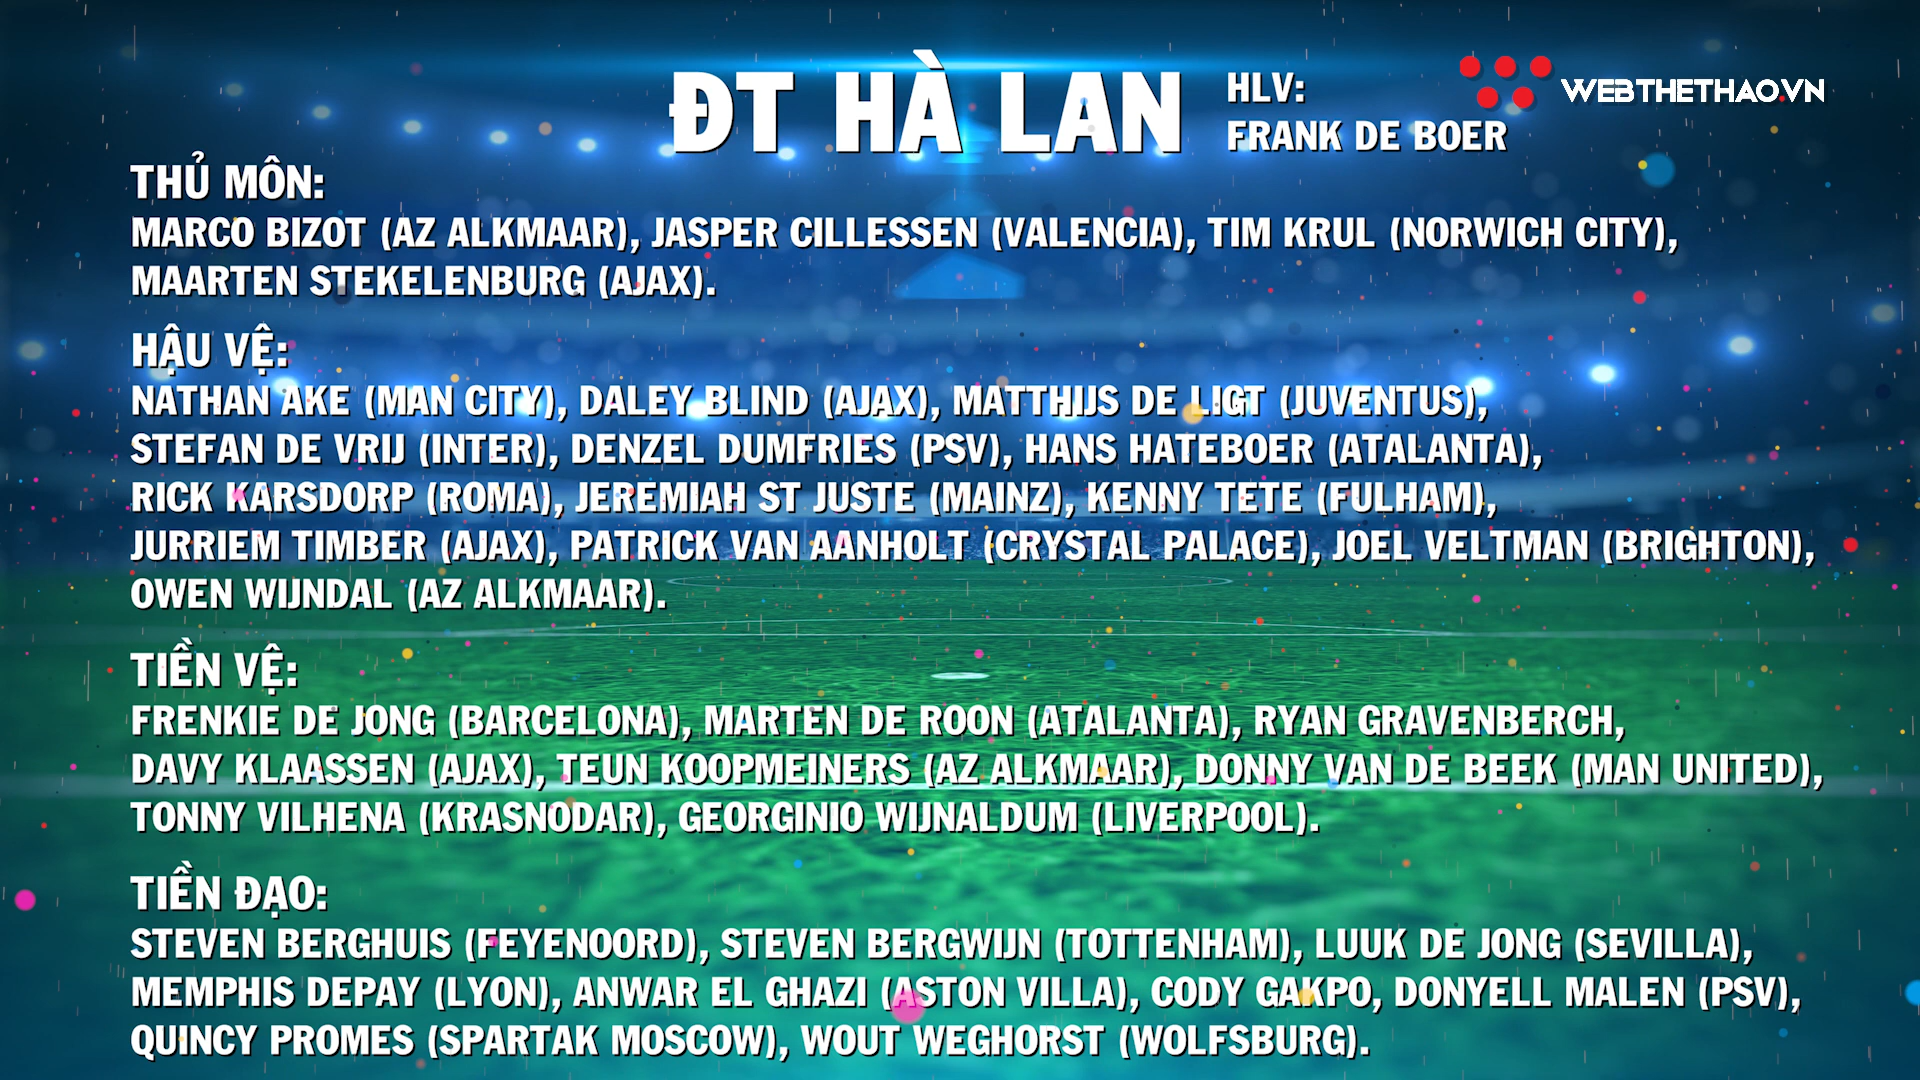 ĐT HÀ LAN
HLV:
FRANK DE BOER
WEBTHETHAO.VN
THỦ MÔN:
MARCO BIZOT (AZ ALKMAAR), JASPER CILLESSEN (VALENCIA), TIM KRUL (NORWICH CITY),
MAARTEN STEKELENBURG (AJAX).
HẬU VỆ:
NATHAN AKE (MAN CITY), DALEY BLIND (AJAX), MATTHIJS DE LIGT (JUVENTUS),
STEFAN DE VRIJ (INTER), DENZEL DUMFRIES (PSV), HANS HATEBOER (ATALANTA),
RICK KARSDORP (ROMA), JEREMIAH ST JUSTE (MAINZ), KENNY TETE (FULHAM),
JURRIEM TIMBER (AJAX), PATRICK VAN AANHOLT (CRYSTAL PALACE), JOEL VELTMAN (BRIGHTON),
OWEN WIJNDAL (AZ ALKMAAR).
TIỀN VỆ:
FRENKIE DE JONG (BARCELONA), MARTEN DE ROON (ATALANTA), RYAN GRAVENBERCH,
DAVY KLAASSEN (AJAX), TEUN KOOPMEINERS (AZ ALKMAAR), DONNY VAN DE BEEK (MAN UNITED),
TONNY VILHENA (KRASNODAR), GEORGINIO WIJNALDUM (LIVERPOOL).
TIỀN ĐẠO:
STEVEN BERGHUIS (FEYENOORD), STEVEN BERGWIJN (TOTTENHAM), LUUK DE JONG (SEVILLA),
MEMPHIS DEPAY (LYON), ANWAR EL GHAZI (ASTON VILLA), CODY GAKPO, DONYELL MALEN (PSV),
QUINCY PROMES (SPARTAK MOSCOW), WOUT WEGHORST (WOLFSBURG).